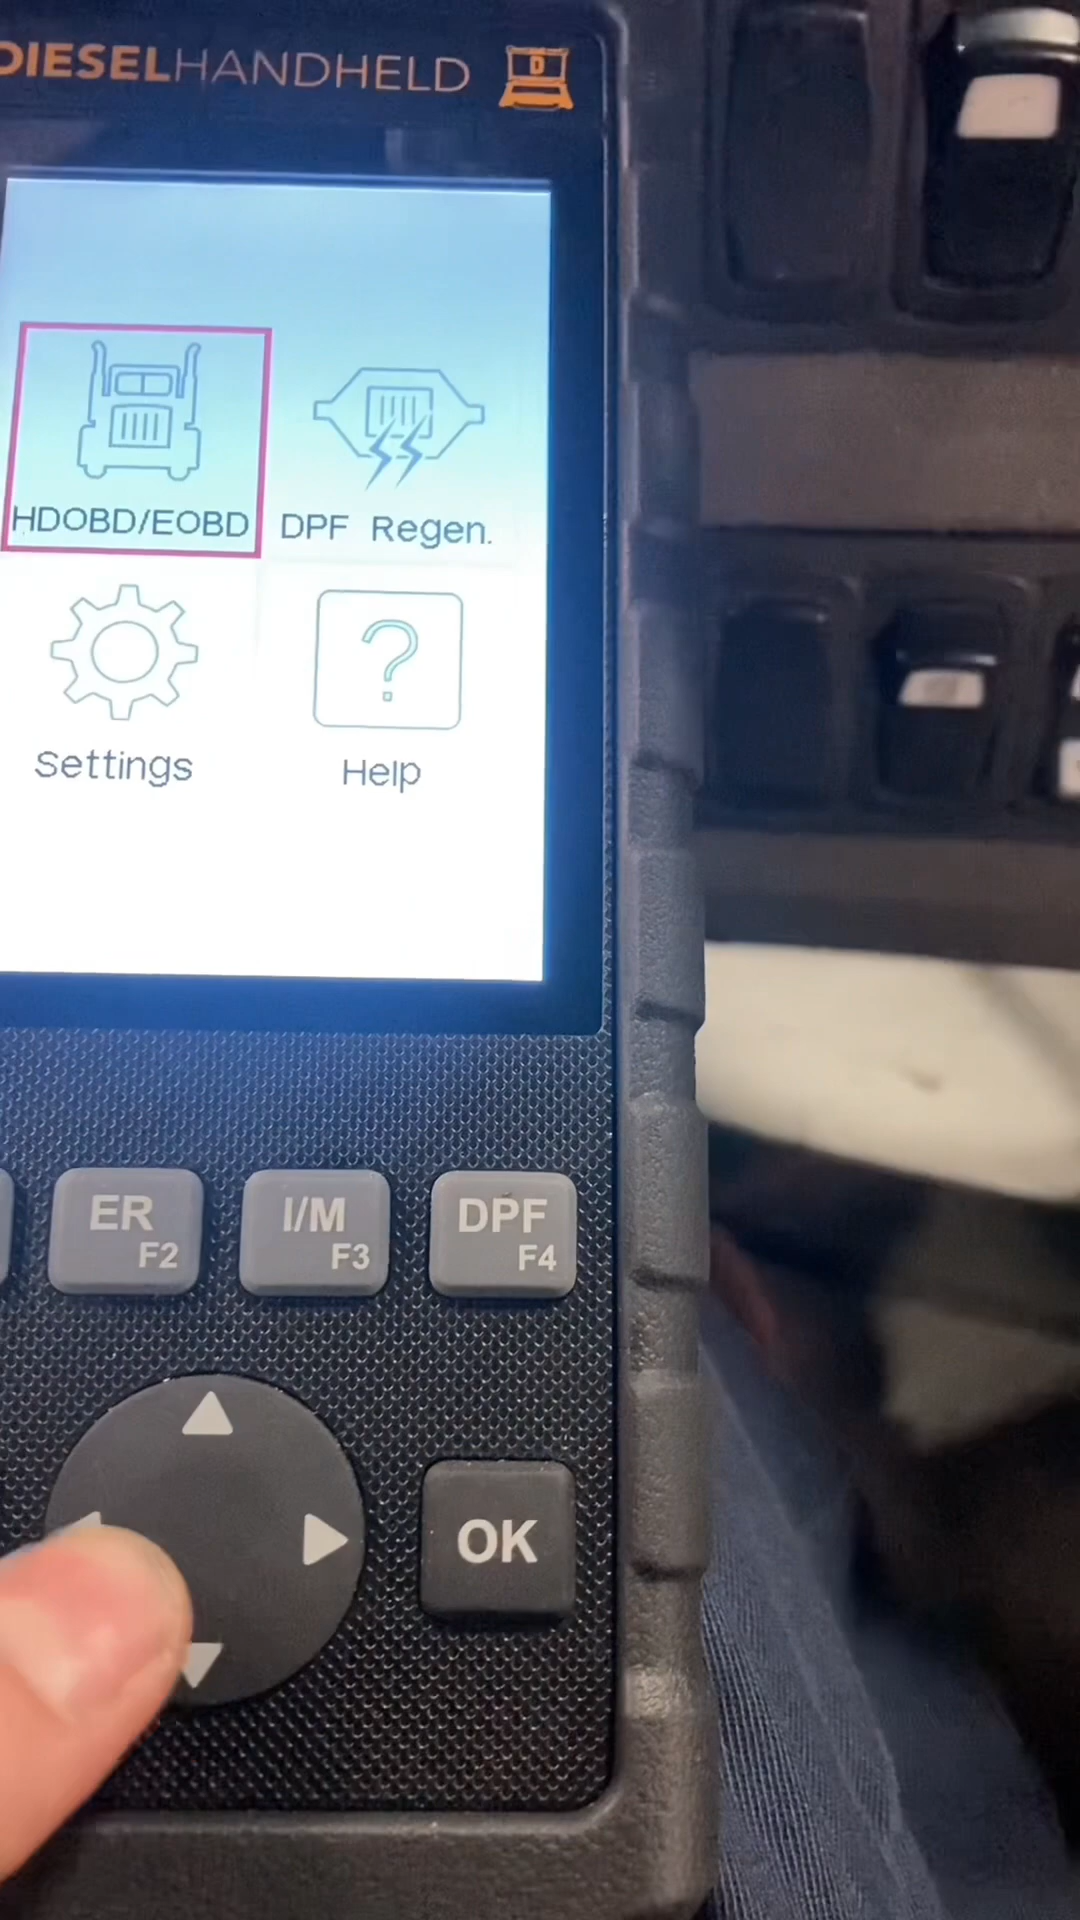 DIESELHANDHELD
HDOBD/EOBD
DPF Regen.
Settings
Help
ER
F2
I/M
F3
DPF
F4
OK